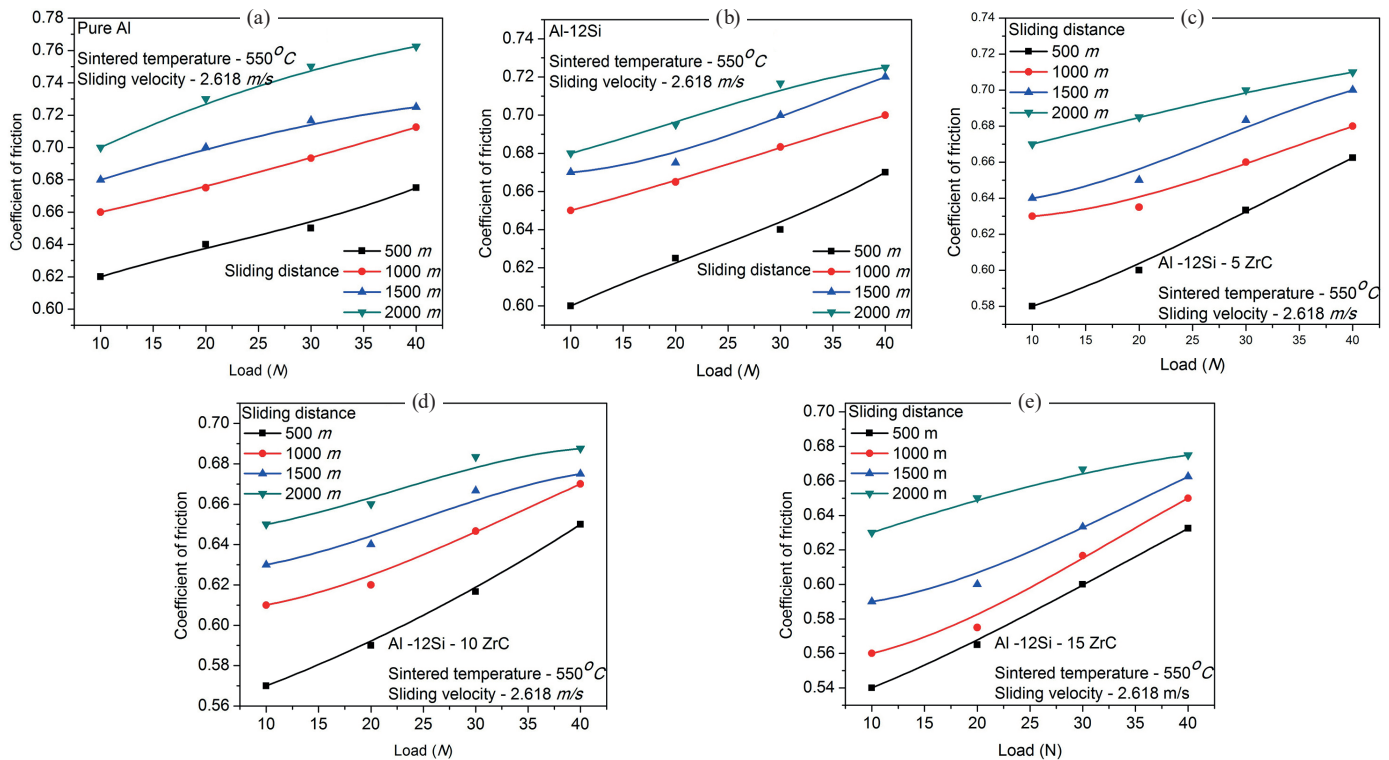 (a)
Pure Al
Sintered temperature - 550°C
Sliding velocity - 2.618 m/s
0.78
0.76
0.74
0.72
0.70
0.68
0.66
0.64
0.62
0.60
Coefficient of friction
Sliding distance
500 m
1000 m
1500 m
2000 m
10 15 20 25 30 35 40
Load (N)
(b)
Al-12Si
Sintered temperature - 550°C
Sliding velocity - 2.618 m/s
0.74
0.72
0.70
0.68
0.66
0.64
0.62
0.60
Coefficient of friction
Sliding distance
500 m
1000 m
1500 m
2000 m
10 15 20 25 30 35 40
Load (N)
(c)
Sliding distance
500 m
1000 m
1500 m
2000 m
0.74
0.72
0.70
0.68
0.66
0.64
0.62
0.60
0.58
Coefficient of friction
Al -12Si - 5 ZrC
Sintered temperature - 550°C
Sliding velocity - 2.618 m/s
10 15 20 25 30 35 40
Load (N)
(d)
Sliding distance
500 m
1000 m
1500 m
2000 m
0.70
0.68
0.66
0.64
0.62
0.60
0.58
0.56
Coefficient of friction
Al -12Si - 10 ZrC
Sintered temperature - 550°C
Sliding velocity - 2.618 m/s
10 15 20 25 30 35 40
Load (N)
(e)
Sliding distance
500 m
1000 m
1500 m
2000 m
0.70
0.68
0.66
0.64
0.62
0.60
0.58
0.56
0.54
Coefficient of friction
Al -12Si - 15 ZrC
Sintered temperature - 550°C
Sliding velocity - 2.618 m/s
10 15 20 25 30 35 40
Load (N)